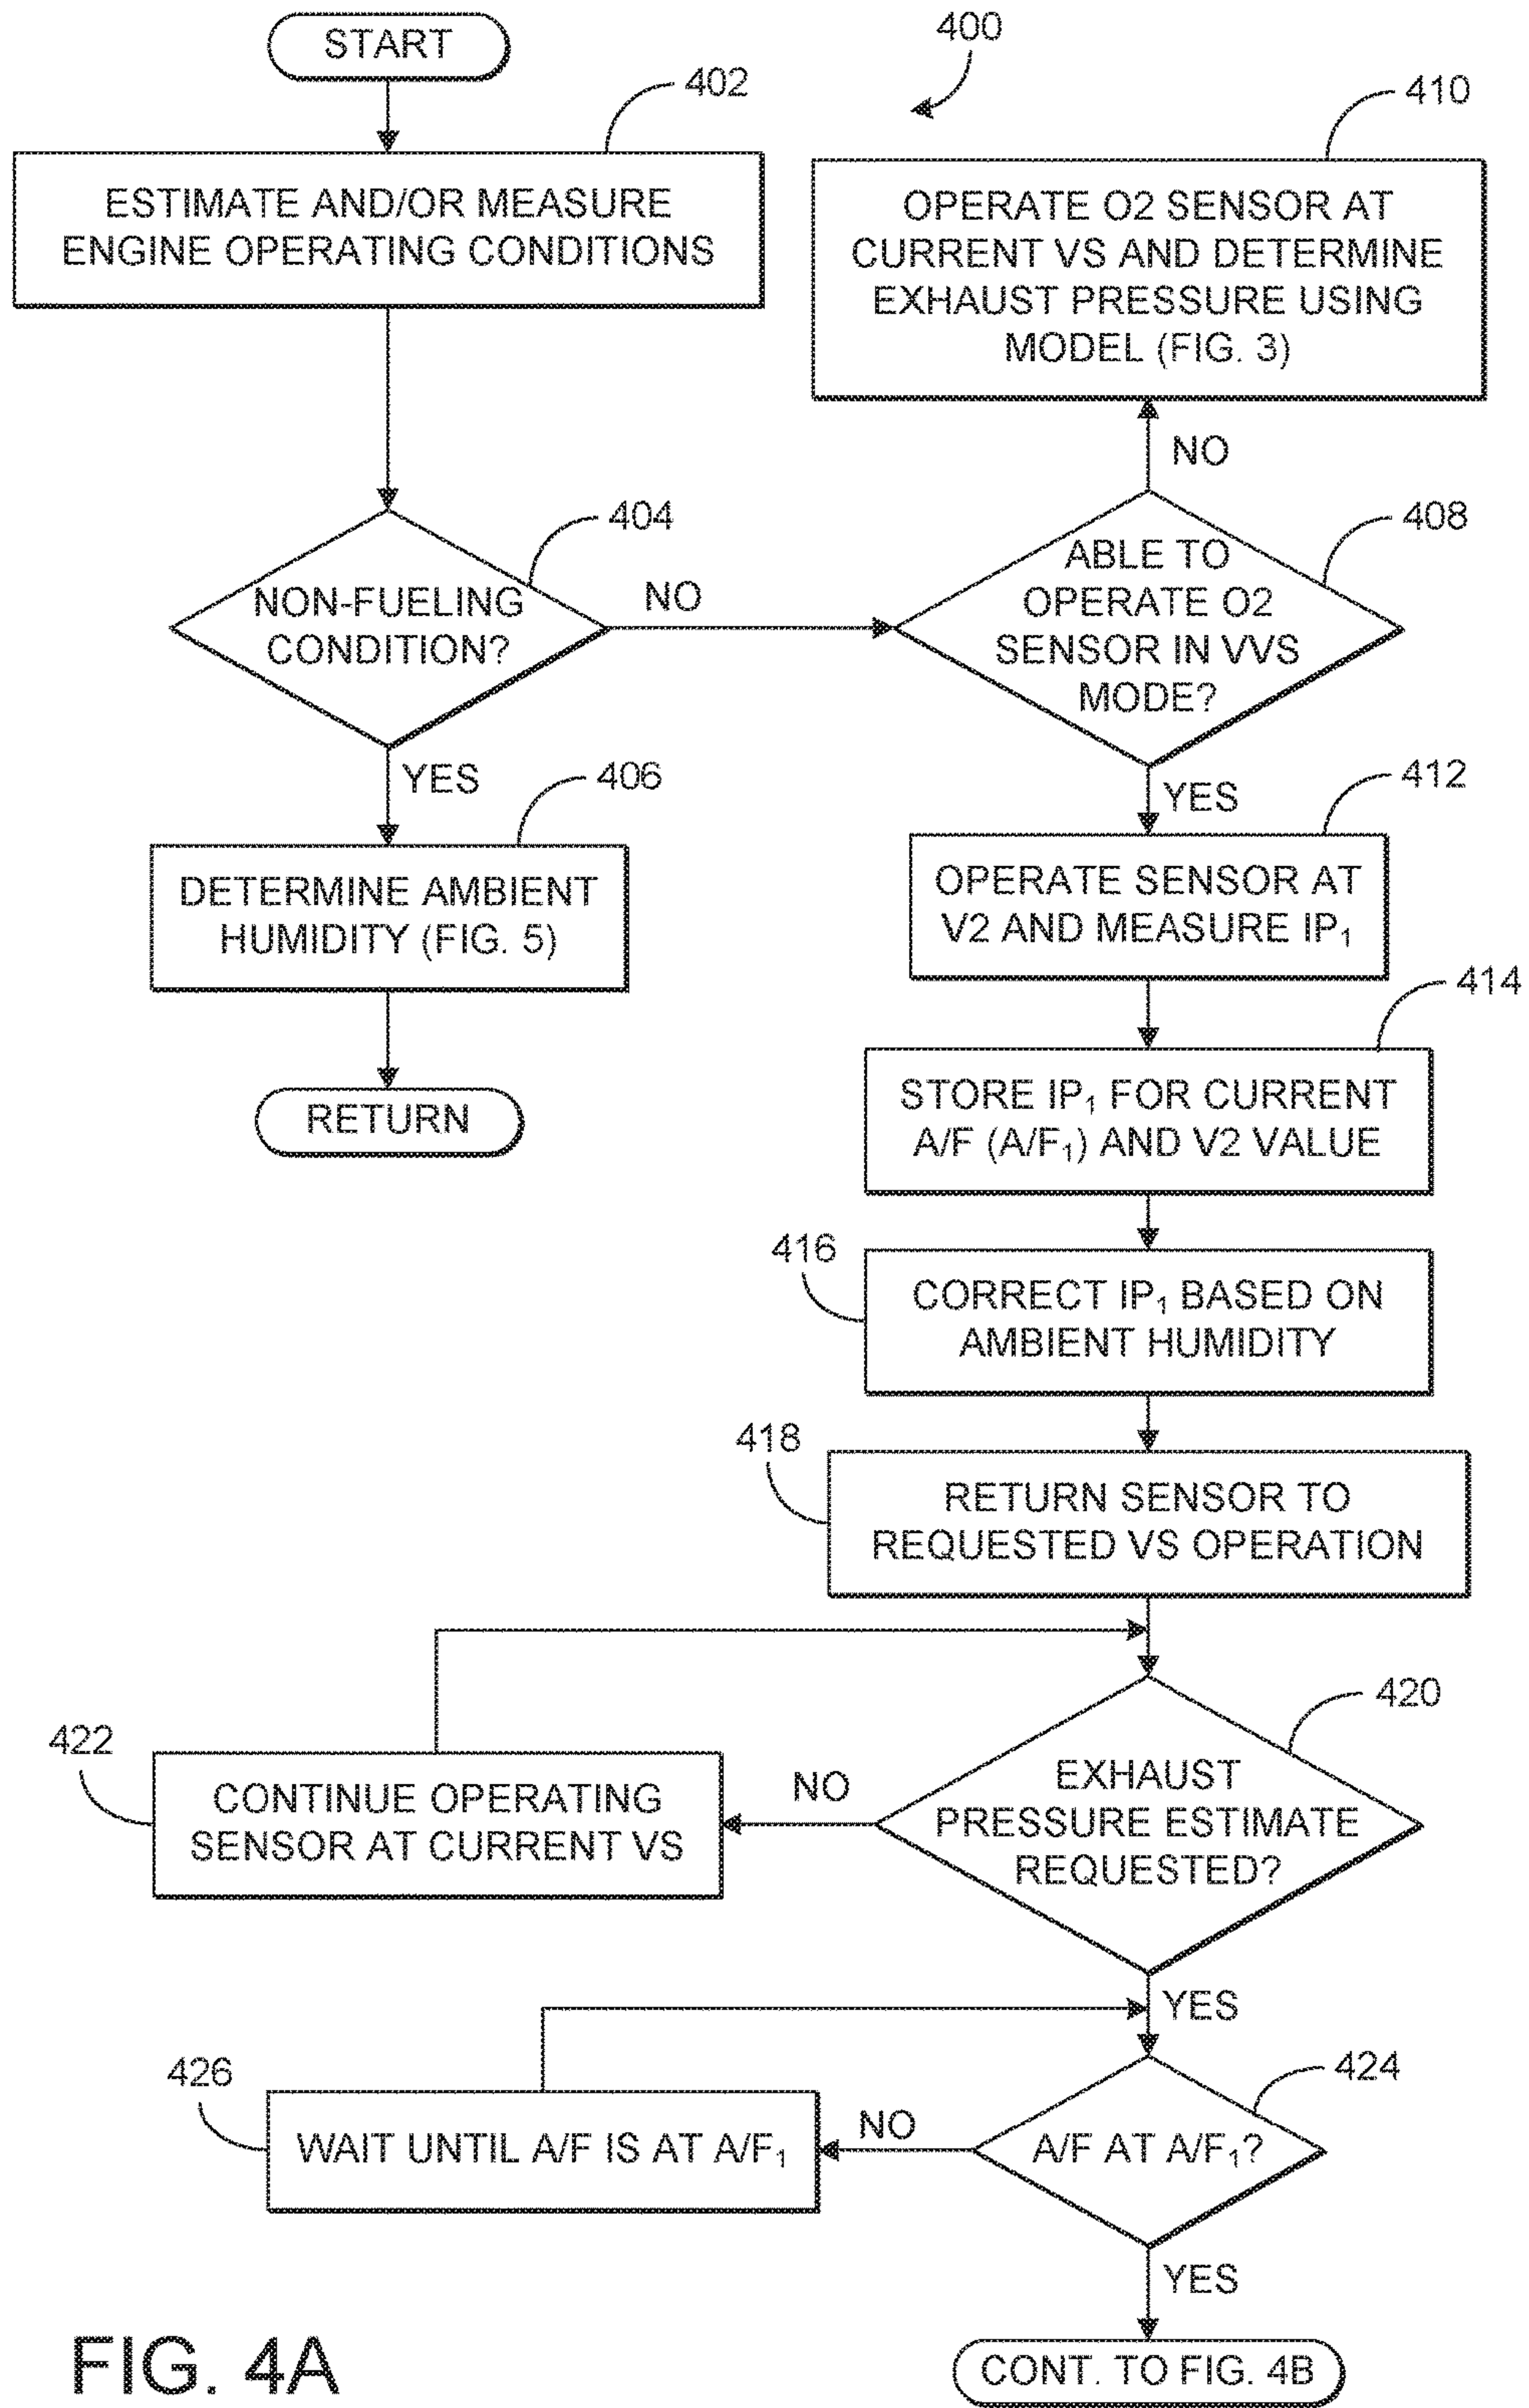 START
400
402
410
ESTIMATE AND/OR MEASURE
ENGINE OPERATING CONDITIONS
OPERATE O2 SENSOR AT
CURRENT VS AND DETERMINE
EXHAUST PRESSURE USING
MODEL (FIG. 3)
NO
404
NON-FUELING
CONDITION?
NO
408
ABLE TO
OPERATE O2
SENSOR IN VVS
MODE?
YES
406
DETERMINE AMBIENT
HUMIDITY (FIG. 5)
RETURN
YES
412
OPERATE SENSOR AT
V2 AND MEASURE IP₁
414
STORE IP₁ FOR CURRENT
A/F (A/F₁) AND V2 VALUE
416
CORRECT IP₁ BASED ON
AMBIENT HUMIDITY
418
RETURN SENSOR TO
REQUESTED VS OPERATION
420
EXHAUST
PRESSURE ESTIMATE
REQUESTED?
NO
422
CONTINUE OPERATING
SENSOR AT CURRENT VS
YES
424
A/F AT A/F₁?
NO
426
WAIT UNTIL A/F IS AT A/F₁
YES
CONT. TO FIG. 4B
FIG. 4A